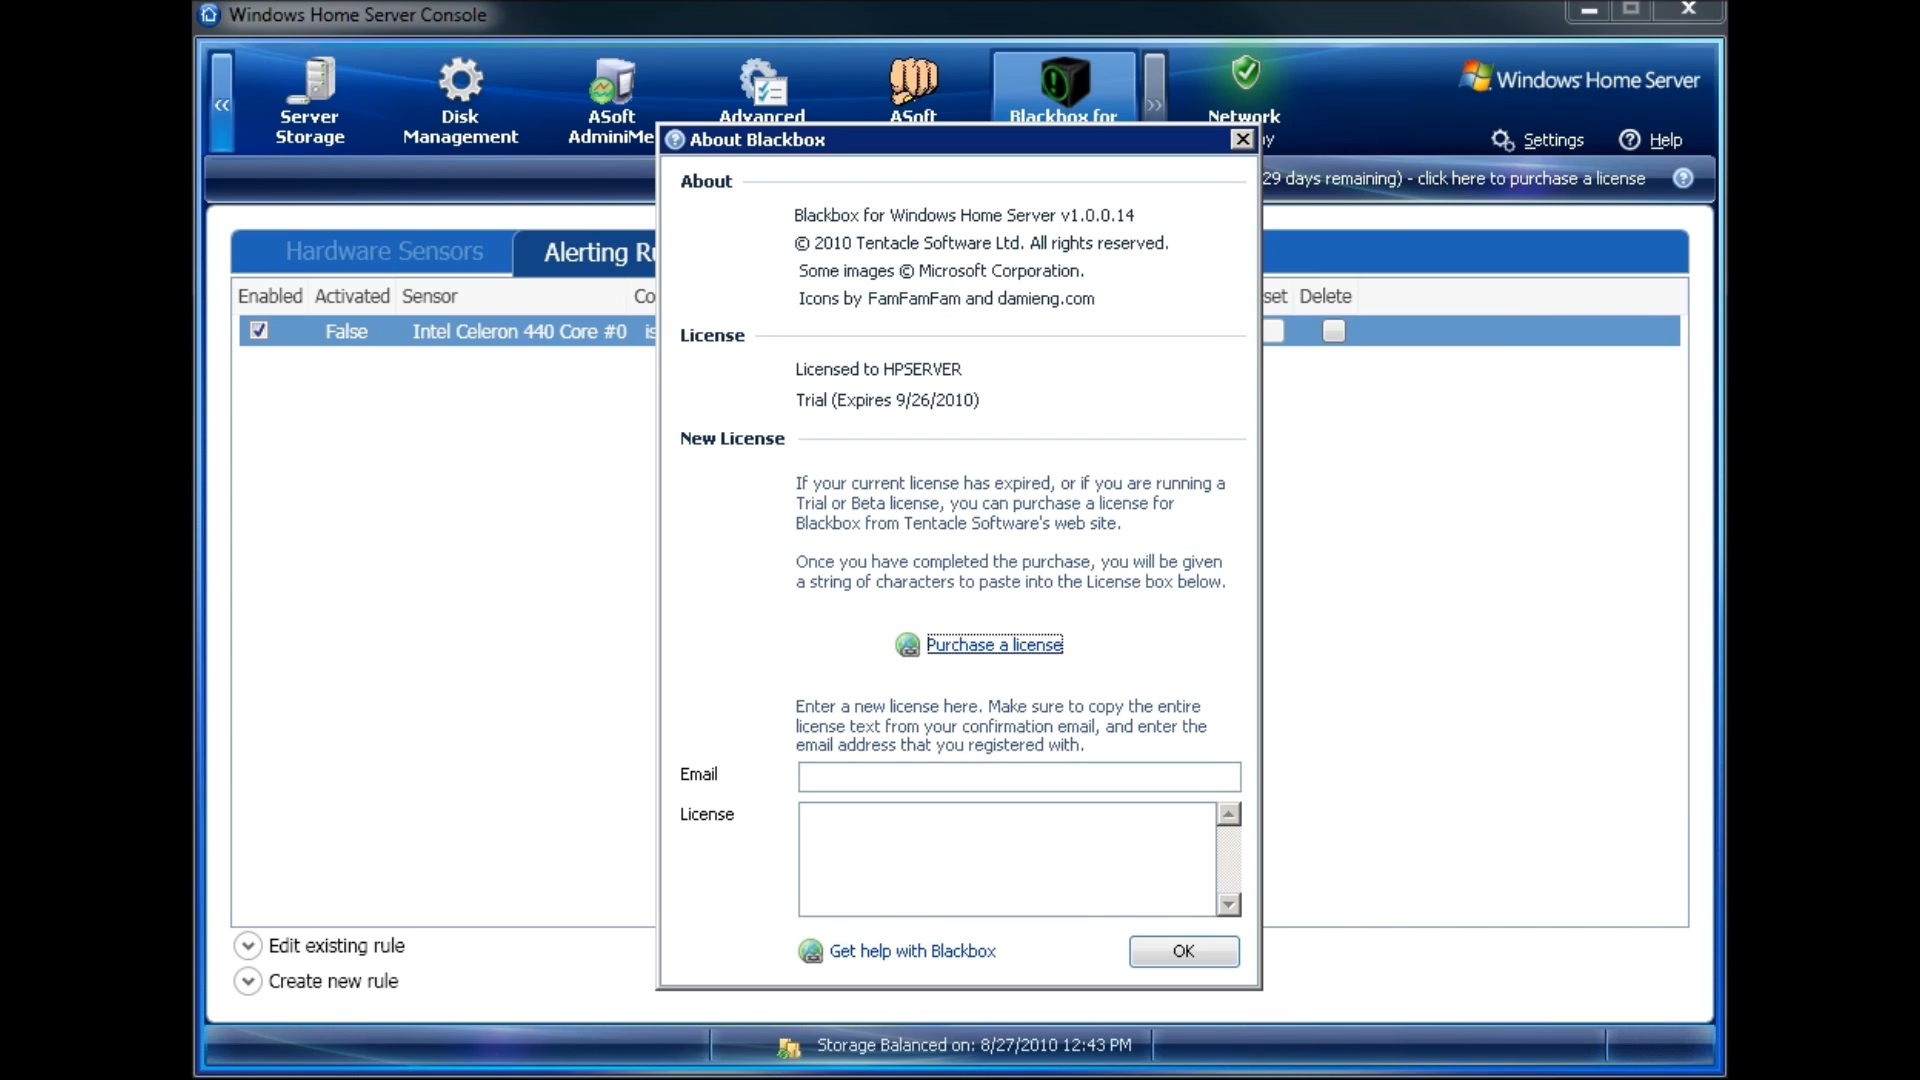 Windows Home Server Console
«
Server
Storage
Disk
Management
ASoft
AdminiMe
Advanced
ASoft
Blackbox for
»
Network
Windows Home Server
Settings
Help
29 days remaining) - click here to purchase a license
Hardware Sensors
Alerting Ru
Enabled Activated Sensor Co
set Delete
False Intel Celeron 440 Core #0 is
About Blackbox
About
Blackbox for Windows Home Server v1.0.0.14
© 2010 Tentacle Software Ltd. All rights reserved.
Some images © Microsoft Corporation.
Icons by FamFamFam and damieng.com
License
Licensed to HPSERVER
Trial (Expires 9/26/2010)
New License
If your current license has expired, or if you are running a
Trial or Beta license, you can purchase a license for
Blackbox from Tentacle Software's web site.
Once you have completed the purchase, you will be given
a string of characters to paste into the License box below.
Purchase a license
Enter a new license here. Make sure to copy the entire
license text from your confirmation email, and enter the
email address that you registered with.
Email
License
Get help with Blackbox
OK
Edit existing rule
Create new rule
Storage Balanced on: 8/27/2010 12:43 PM